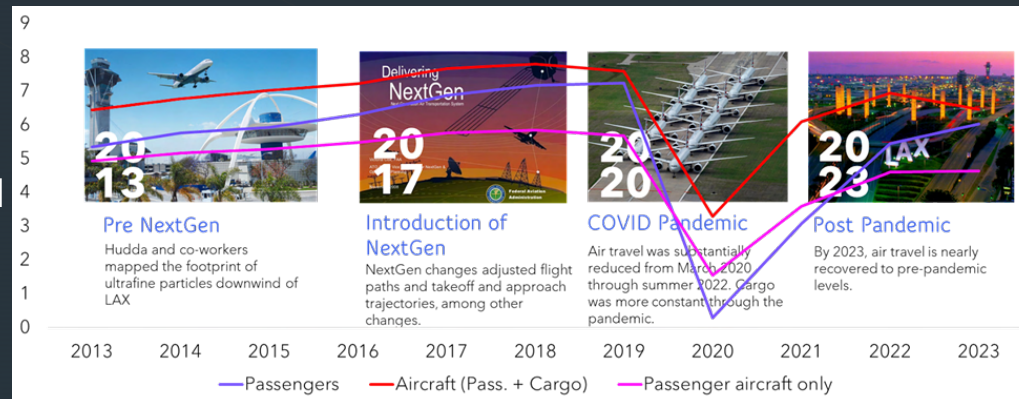 9
8
7
6
5
4
3
2
1
0
Delivering
NextGen
20
13
20
17
20
20
20
23
Federal Aviation
Administration
LAX
Pre NextGen
Hudda and co-workers
mapped the footprint of
ultrafine particles downwind of
LAX
Introduction of
NextGen
NextGen changes adjusted flight
paths and takeoff and approach
trajectories, among other
changes.
COVID Pandemic
Air travel was substantially
reduced from March 2020
through summer 2022. Cargo
was more constant through the
pandemic.
Post Pandemic
By 2023, air travel is nearly
recovered to pre-pandemic
levels.
2013 2014 2015 2016 2017 2018 2019 2020 2021 2022 2023
Passengers Aircraft (Pass. + Cargo) Passenger aircraft only